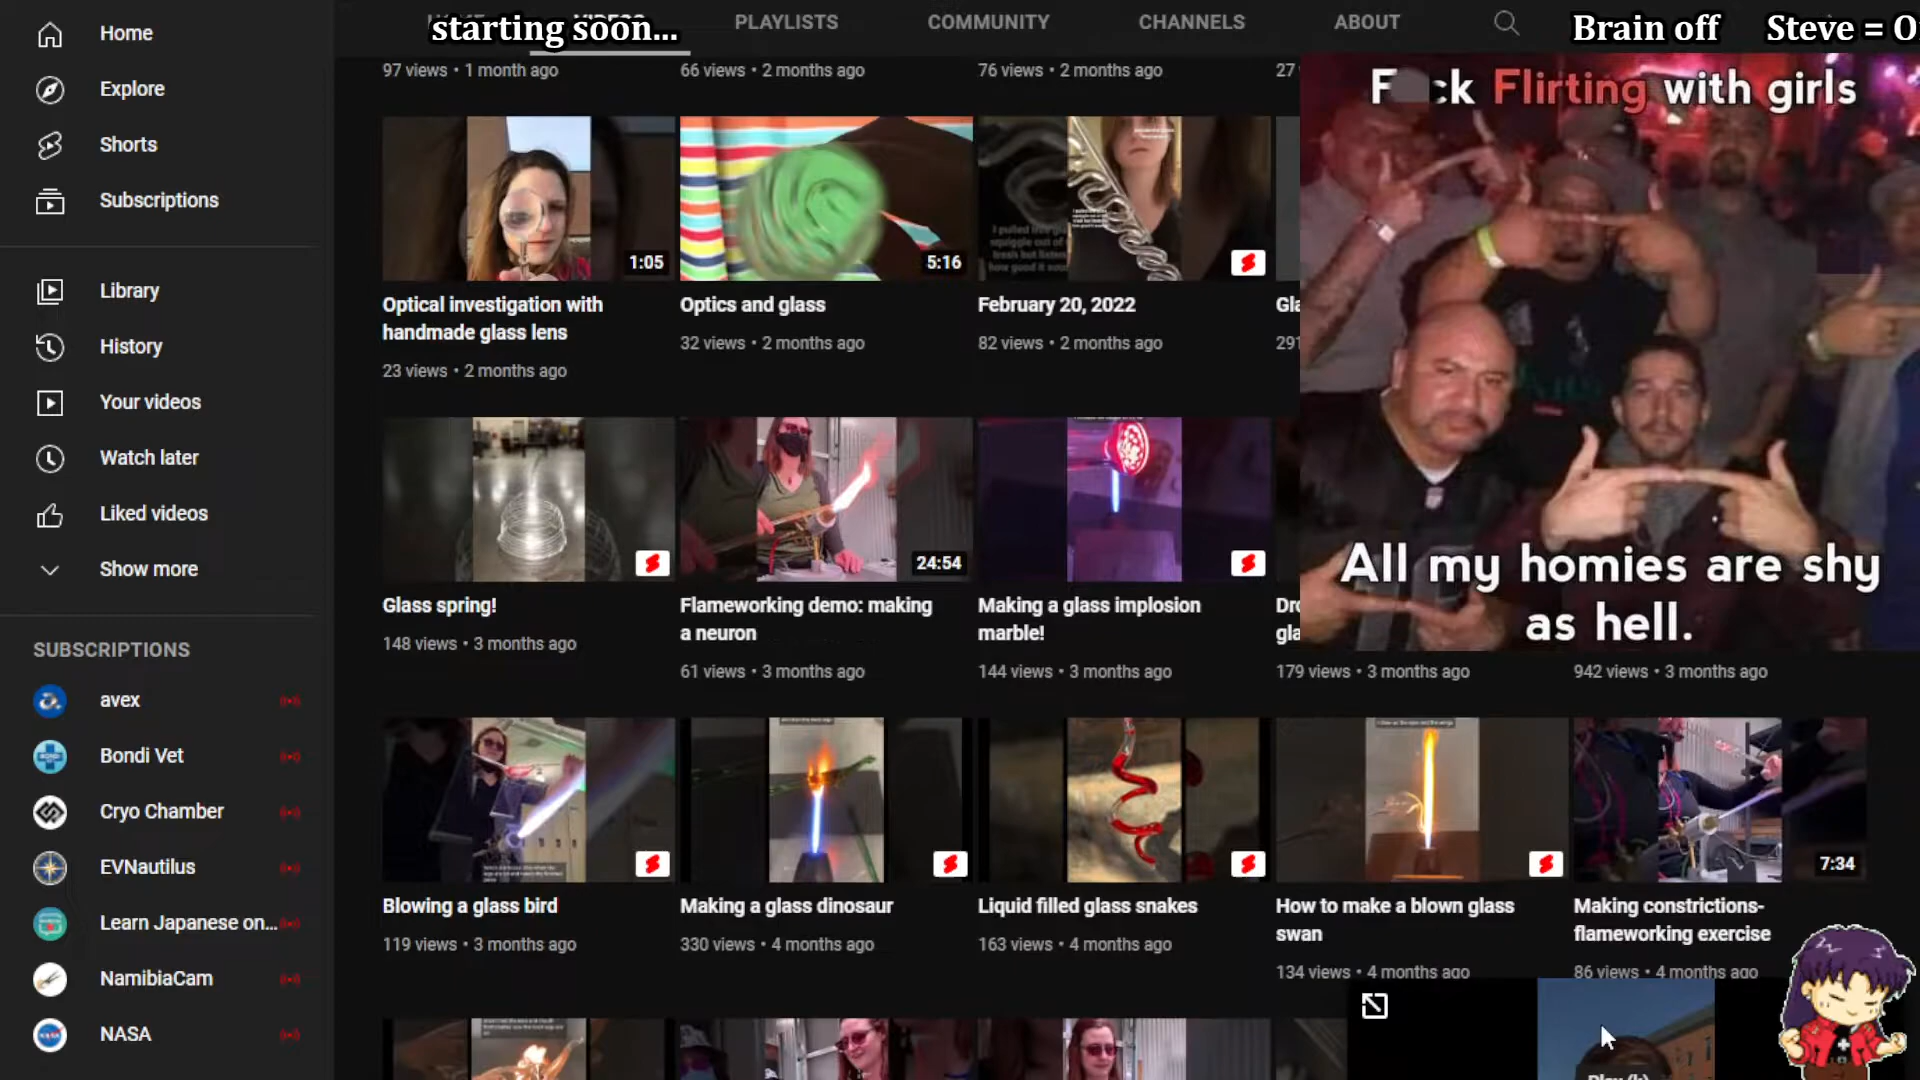 Home
Explore
Shorts
Subscriptions
Library
History
Your videos
Watch later
Liked videos
Show more
SUBSCRIPTIONS
avex
Bondi Vet
Cryo Chamber
EVNautilus
Learn Japanese on...
NamibiaCam
NASA
starting soon...
VIDEOS
PLAYLISTS
COMMUNITY
CHANNELS
ABOUT
Brain off
Steve =
97 views • 1 month ago
66 views • 2 months ago
76 views • 2 months ago
27
1:05
5:16
Optical investigation with
handmade glass lens
23 views • 2 months ago
Optics and glass
32 views • 2 months ago
February 20, 2022
82 views • 2 months ago
Gla
291
F ck Flirting with girls
All my homies are shy
as hell.
24:54
Glass spring!
148 views • 3 months ago
Flameworking demo: making
a neuron
61 views • 3 months ago
Making a glass implosion
marble!
144 views • 3 months ago
Dro
gla
179 views • 3 months ago
942 views • 3 months ago
7:34
Blowing a glass bird
119 views • 3 months ago
Making a glass dinosaur
330 views • 4 months ago
Liquid filled glass snakes
163 views • 4 months ago
How to make a blown glass
swan
134 views • 4 months ago
Making constrictions-
flameworking exercise
86 views • 4 months ago
Play (k)